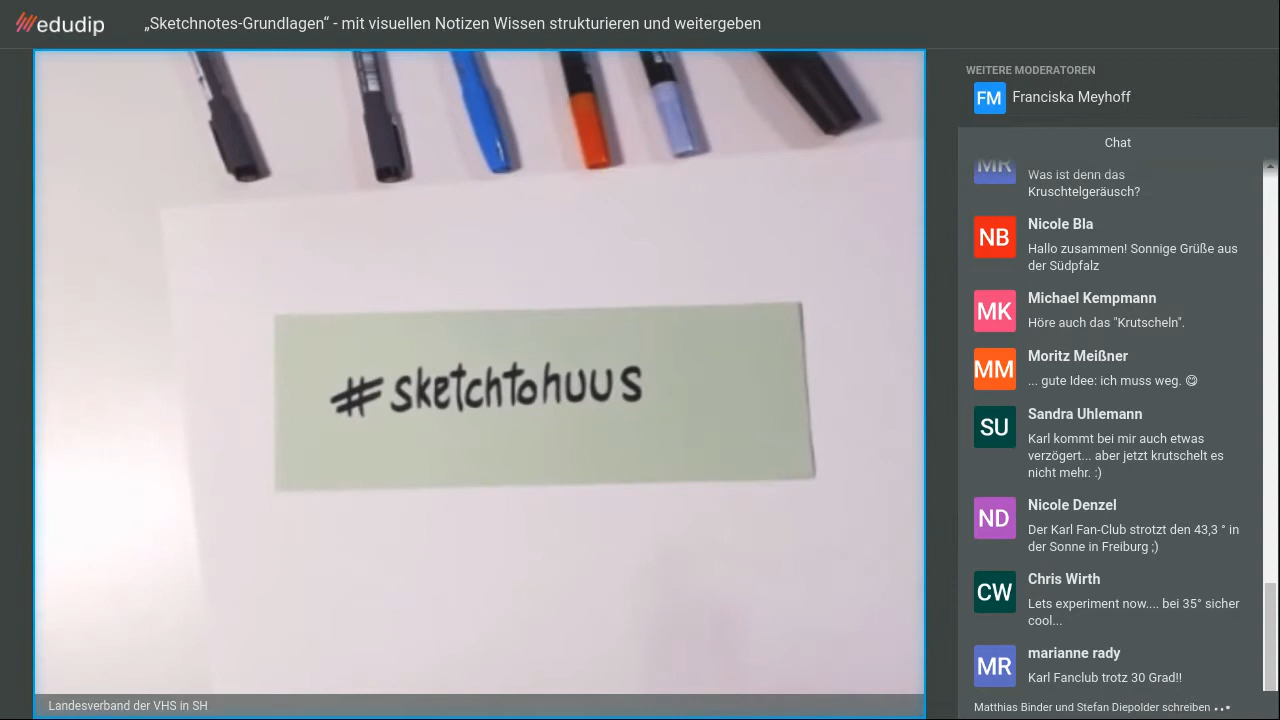 edudip
„Sketchnotes-Grundlagen“ - mit visuellen Notizen Wissen strukturieren und weitergeben
#sketchtohuus
Landesverband der VHS in SH
WEITERE MODERATOREN
FM
Franciska Meyhoff
Chat
MR
Was ist denn das
Kruschtelgeräusch?
NB
Nicole Bla
Hallo zusammen! Sonnige Grüße aus
der Südpfalz
MK
Michael Kempmann
Höre auch das "Krutscheln".
MM
Moritz Meißner
... gute Idee: ich muss weg. 😋
SU
Sandra Uhlemann
Karl kommt bei mir auch etwas
verzögert... aber jetzt krutschelt es
nicht mehr. :)
ND
Nicole Denzel
Der Karl Fan-Club strotzt den 43,3 ° in
der Sonne in Freiburg ;)
CW
Chris Wirth
Lets experiment now.... bei 35° sicher
cool...
MR
marianne rady
Karl Fanclub trotz 30 Grad!!
Matthias Binder und Stefan Diepolder schreiben